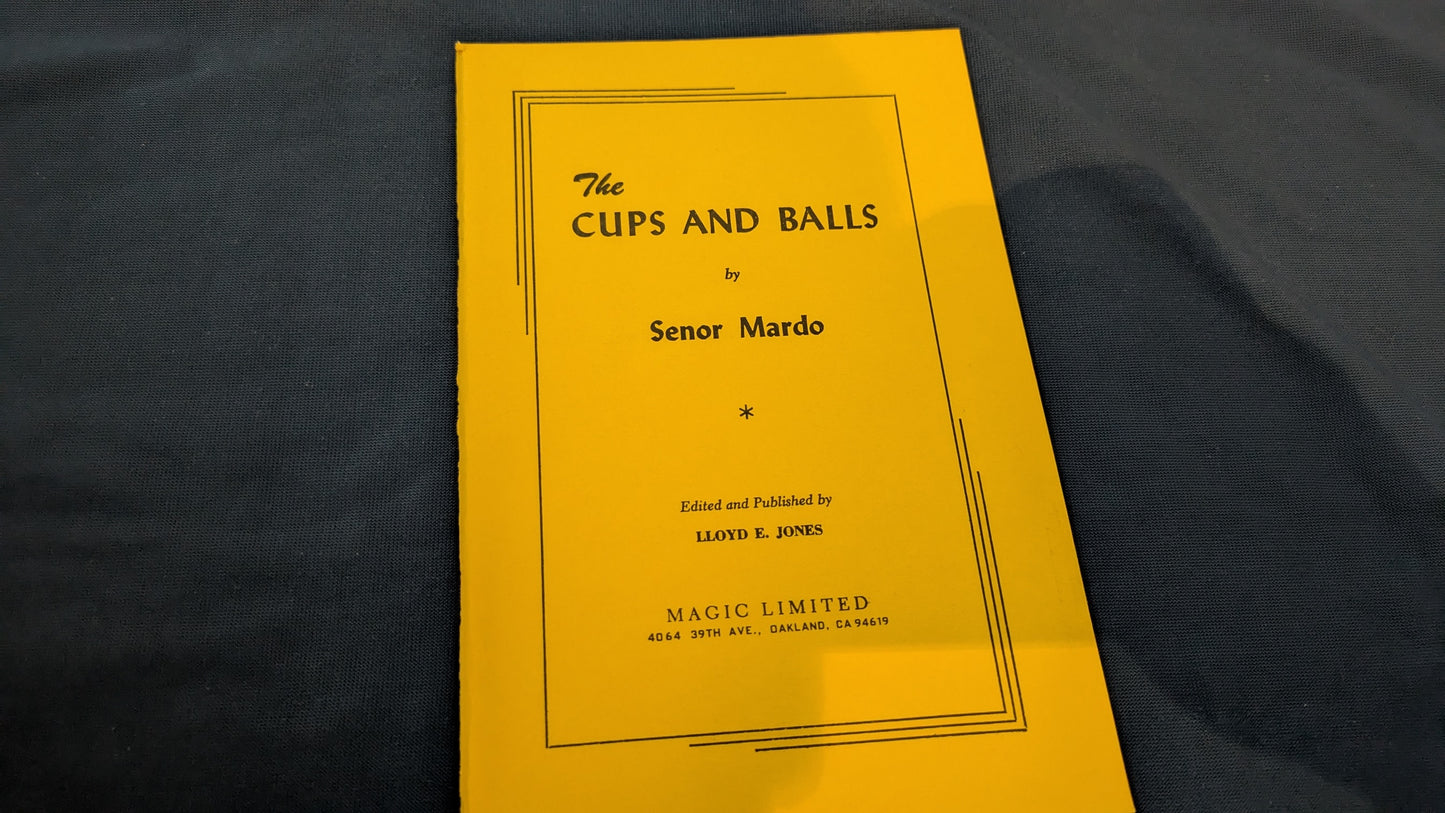 The
CUPS AND BALLS
by
Senor Mardo
*
Edited and Published by
LLOYD E. JONES
MAGIC LIMITED
4064 39TH AVE., OAKLAND, CA 94619